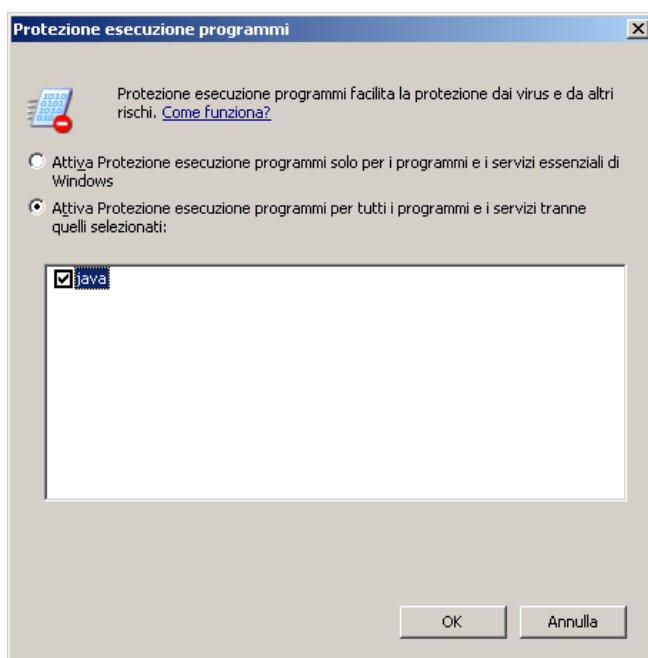 Protezione esecuzione programmi
Protezione esecuzione programmi facilita la protezione dai virus e da altri
rischi. Come funziona?
Attiva Protezione esecuzione programmi solo per i programmi e i servizi essenziali di
Windows
Attiva Protezione esecuzione programmi per tutti i programmi e i servizi tranne
quelli selezionati:
java
OK
Annulla